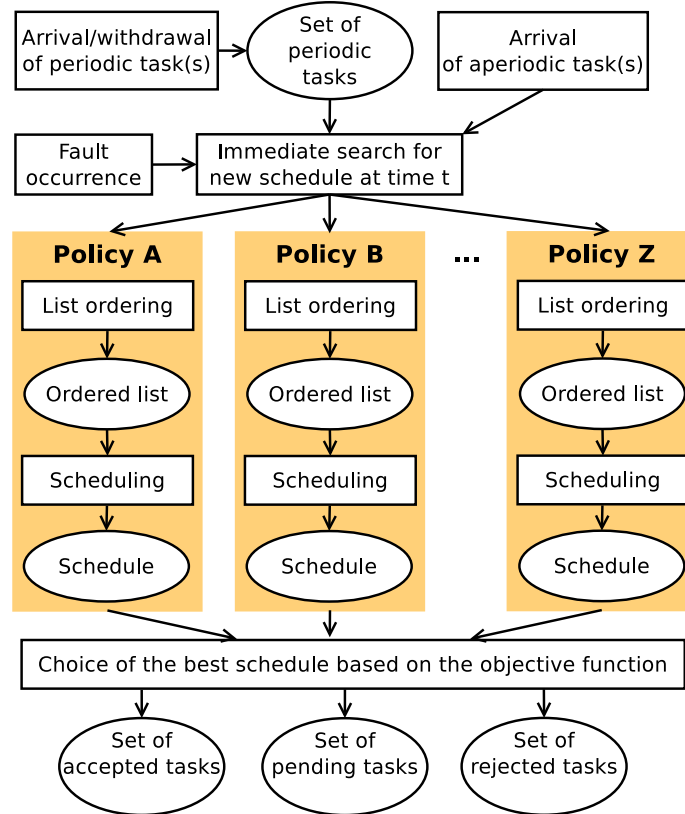 Arrival/withdrawal
of periodic task(s)
Set of
periodic
tasks
Arrival
of aperiodic task(s)
Fault
occurrence
Immediate search for
new schedule at time t
Policy A
List ordering
Ordered list
Scheduling
Schedule
Policy B
List ordering
Ordered list
Scheduling
Schedule
...
Policy Z
List ordering
Ordered list
Scheduling
Schedule
Choice of the best schedule based on the objective function
Set of
accepted tasks
Set of
pending tasks
Set of
rejected tasks